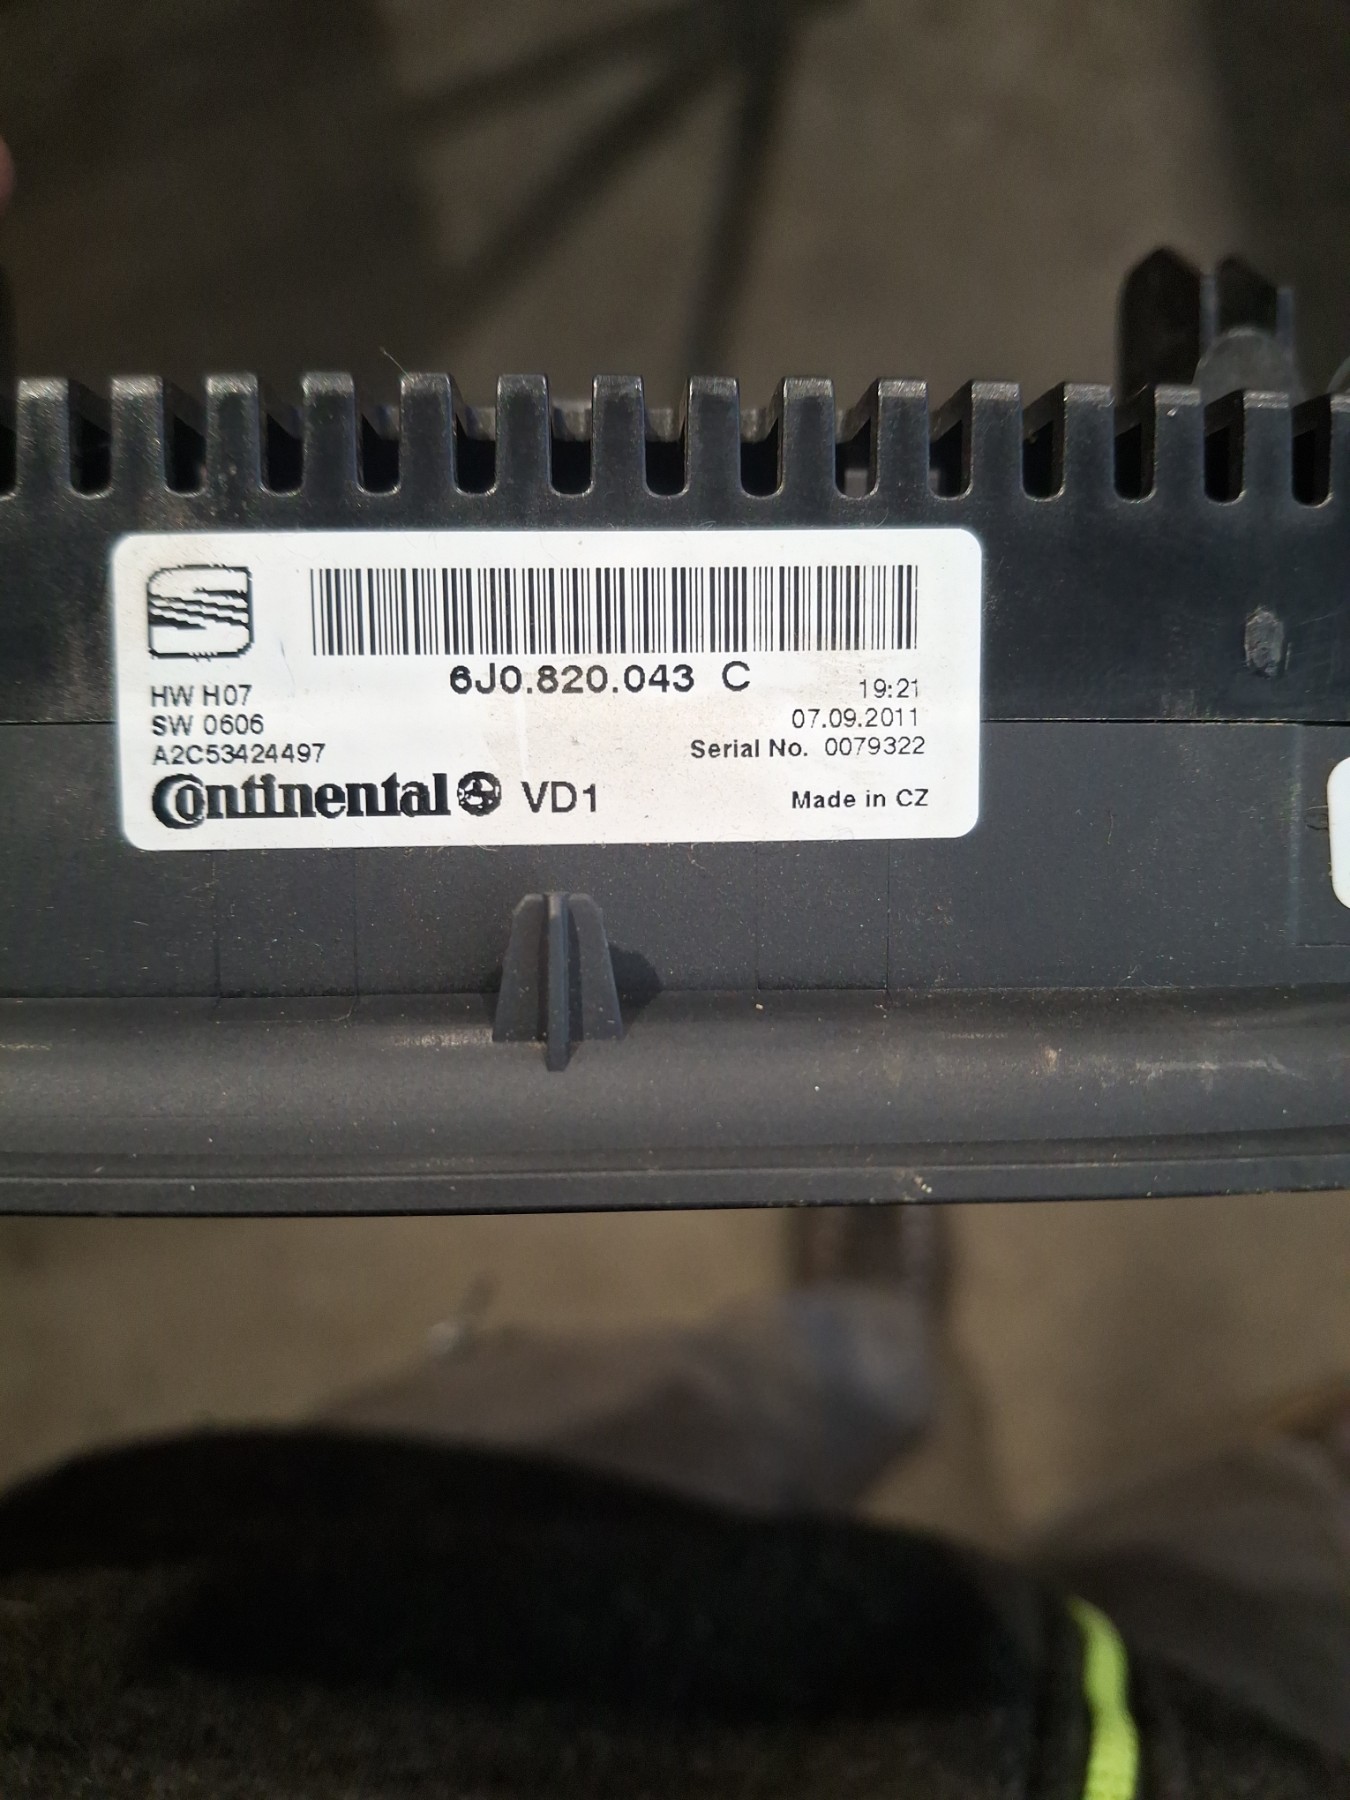 6J0.820.043 C
HW H07
SW 0606
A2C53424497
19:21
07.09.2011
Serial No. 0079322
Continental VD1
Made in CZ